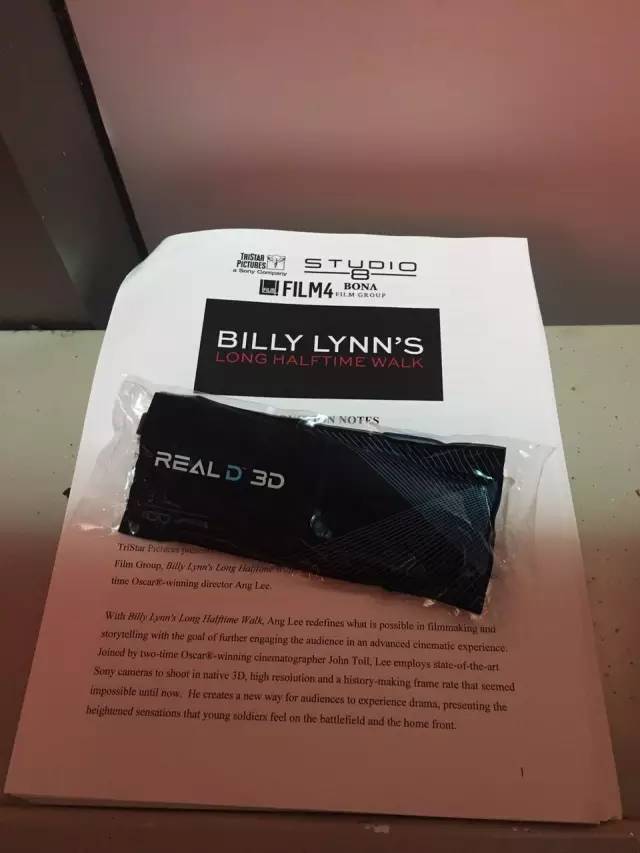 TRISTAR
PICTURES
a Sony Company
STUDIO
8
FILM4
BONA
FILM GROUP
BILLY LYNN'S
LONG HALFTIME WALK
N NOTES
REAL D 3D
TriStar Pictures
Film Group, Billy Lynn's Long Halftime
time Oscar®-winning director Ang Lee.
With Billy Lynn's Long Halftime Walk, Ang Lee redefines what is possible in filmmaking and
storytelling with the goal of further engaging the audience in an advanced cinematic experience.
Joined by two-time Oscar®-winning cinematographer John Toll, Lee employs state-of-the-art
Sony cameras to shoot in native 3D, high resolution and a history-making frame rate that seemed
impossible until now. He creates a new way for audiences to experience drama, presenting the
heightened sensations that young soldiers feel on the battlefield and the home front.
1